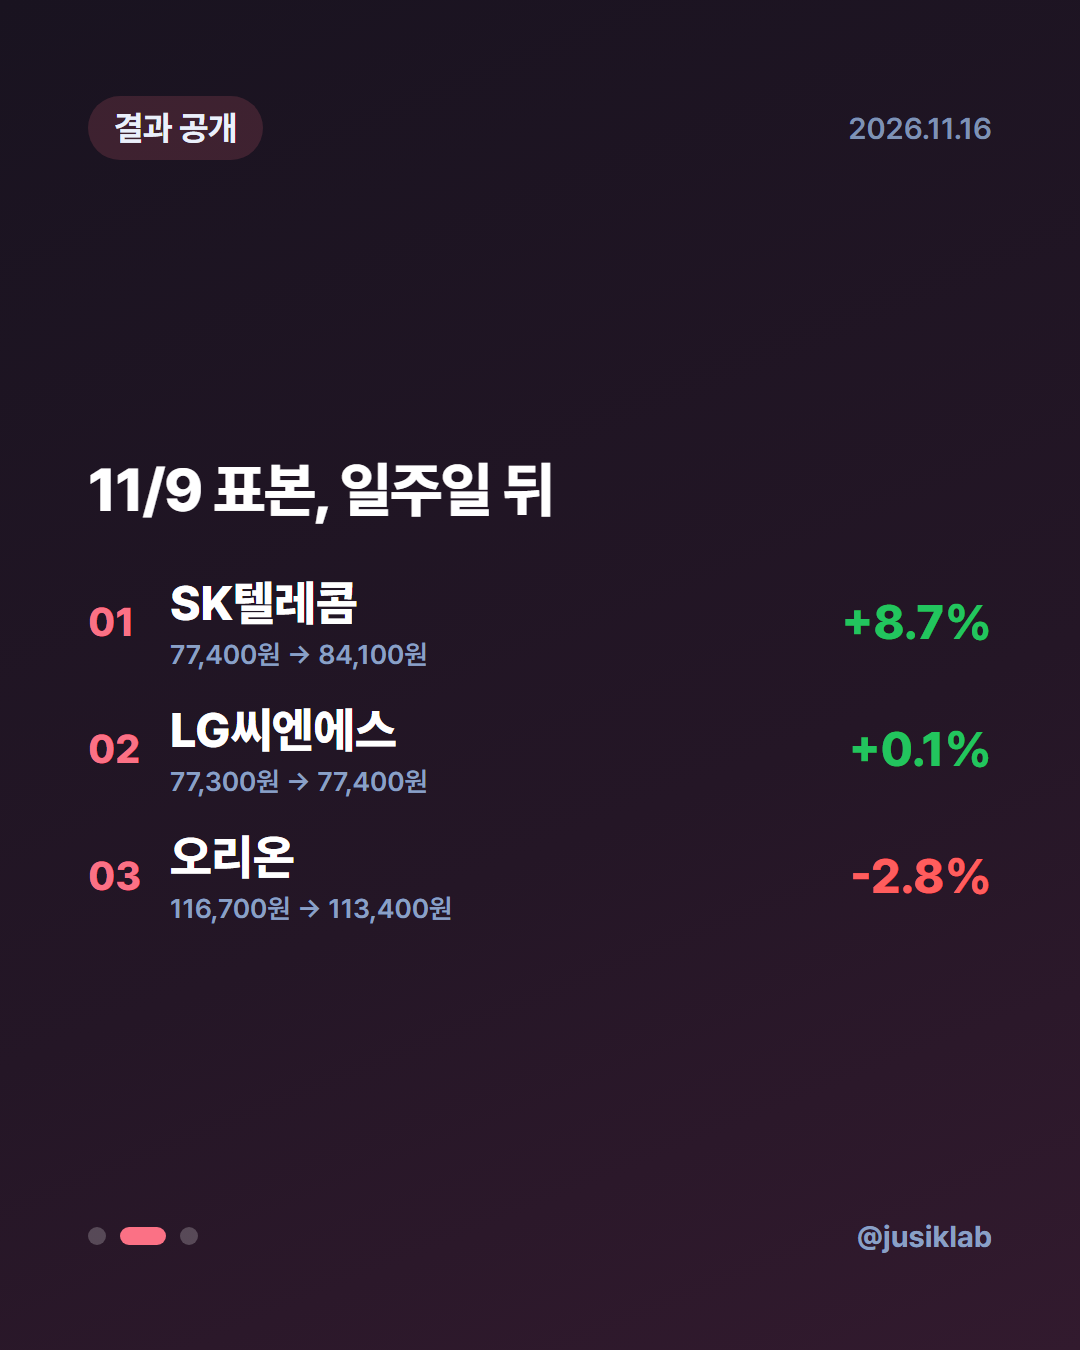 결과 공개
2026.11.16
11/9 표본, 일주일 뒤
01
SK텔레콤
77,400원 → 84,100원
+8.7%
02
LG씨엔에스
77,300원 → 77,400원
+0.1%
03
오리온
116,700원 → 113,400원
-2.8%
@jusiklab